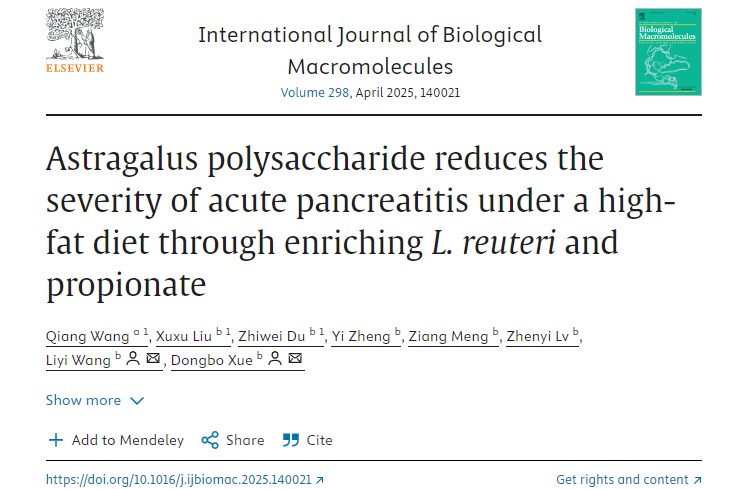 International Journal of Biological
Macromolecules
Volume 298, April 2025, 140021
ELSEVIER
Biological
Macromolecules
Astragalus polysaccharide reduces the
severity of acute pancreatitis under a high-
fat diet through enriching L. reuteri and
propionate
Qiang Wang a 1, Xuxu Liu b 1, Zhiwei Du b 1, Yi Zheng b, Ziang Meng b, Zhenyi Lv b,
Liyi Wang b, Dongbo Xue b
Show more
Add to Mendeley Share Cite
https://doi.org/10.1016/j.ijbiomac.2025.140021 Get rights and content